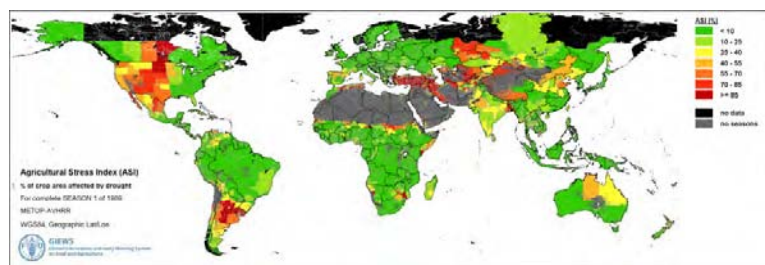 ASI (%)
< 10
10 - 25
25 - 40
40 - 55
55 - 70
70 - 85
>= 85
no data
no seasons
Agricultural Stress Index (ASI)
% of crop area affected by drought
For complete SEASON 1 of 1989
METOP-AVHRR
WGS84, Geographic Lat/Lon
GIEWS